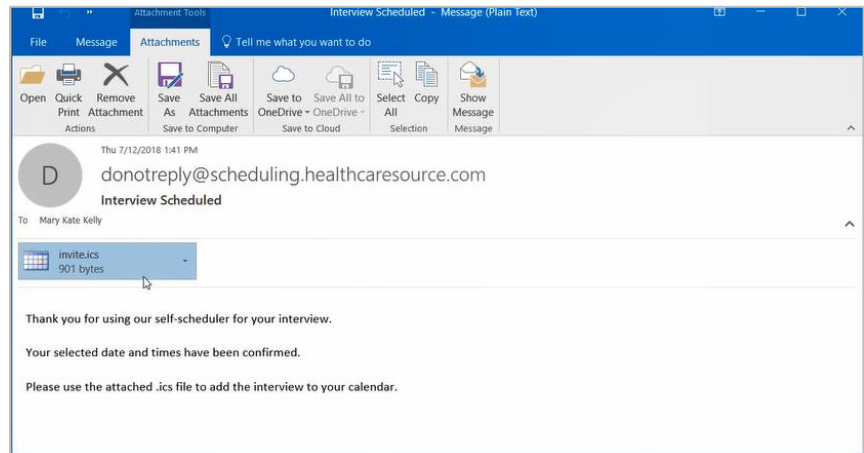 Attachment Tools
Interview Scheduled - Message (Plain Text)
File Message Attachments Tell me what you want to do
Open Quick Print Remove Attachment Save As Save All Attachments Save to OneDrive Save All to OneDrive Select All Copy Show Message
Actions Save to Computer Save to Cloud Selection Message
Thu 7/12/2018 1:41 PM
D
donotreply@scheduling.healthcaresource.com
Interview Scheduled
To Mary Kate Kelly
invite.ics
901 bytes
Thank you for using our self-scheduler for your interview.
Your selected date and times have been confirmed.
Please use the attached .ics file to add the interview to your calendar.